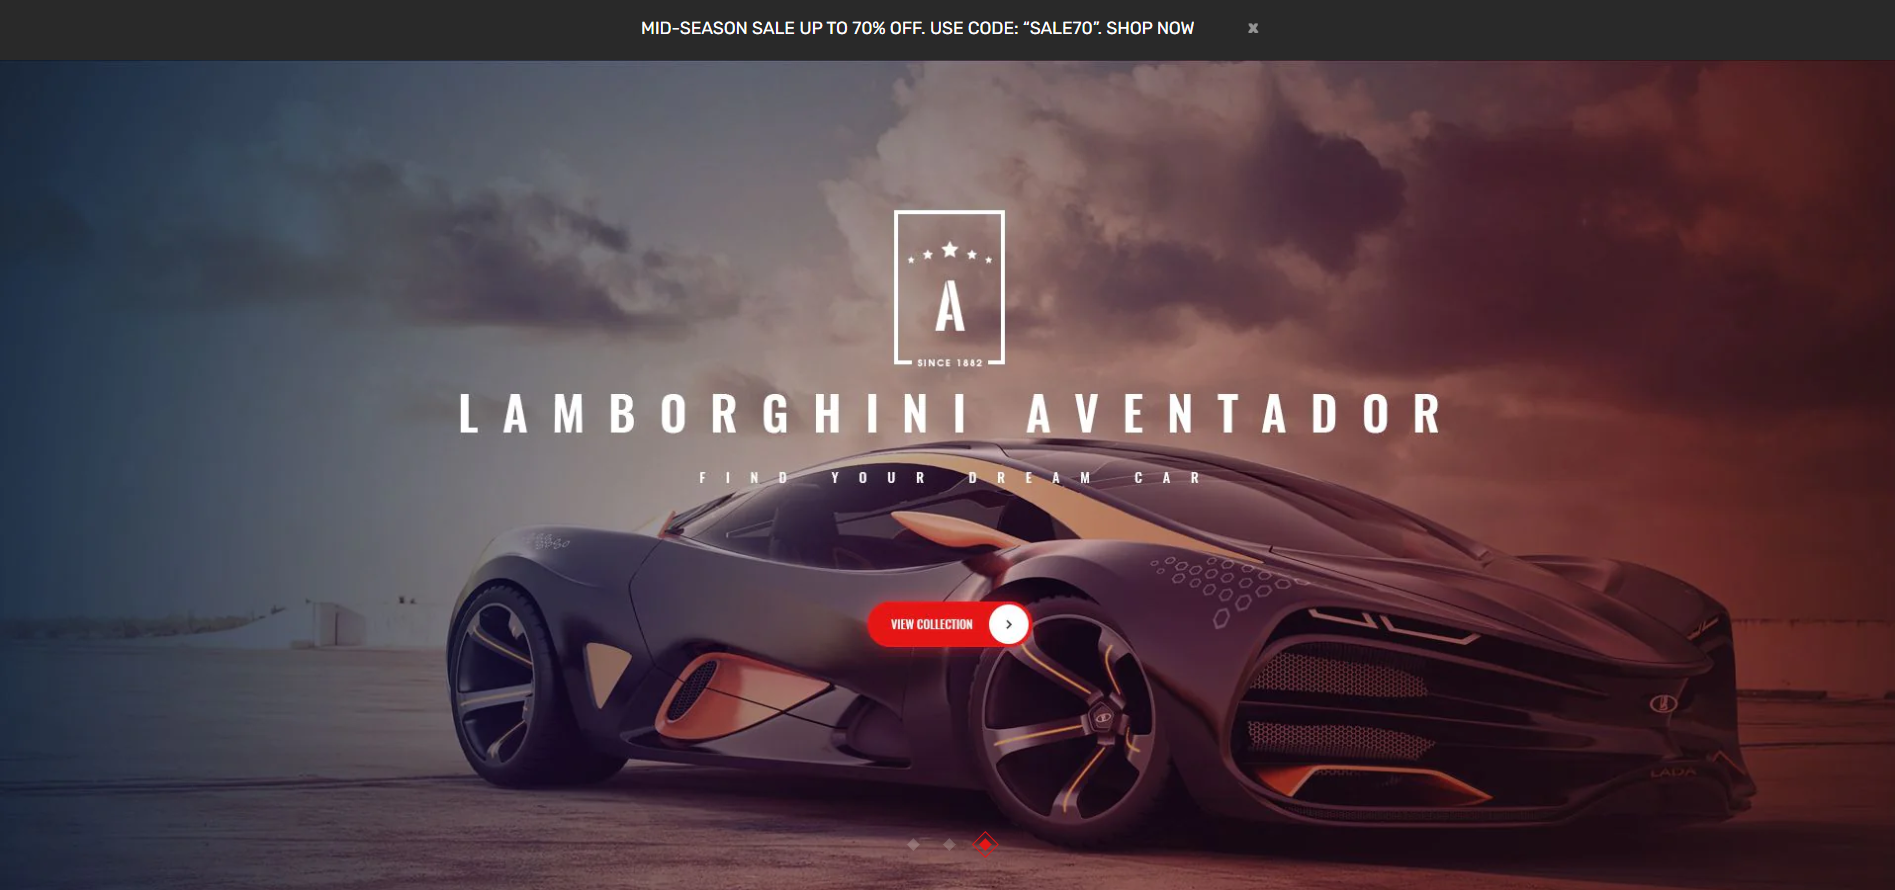 MID-SEASON SALE UP TO 70% OFF. USE CODE: “SALE70”. SHOP NOW x
A
SINCE 1882
LAMBORGHINI AVENTADOR
FIND YOUR DREAM CAR
VIEW COLLECTION
LADA